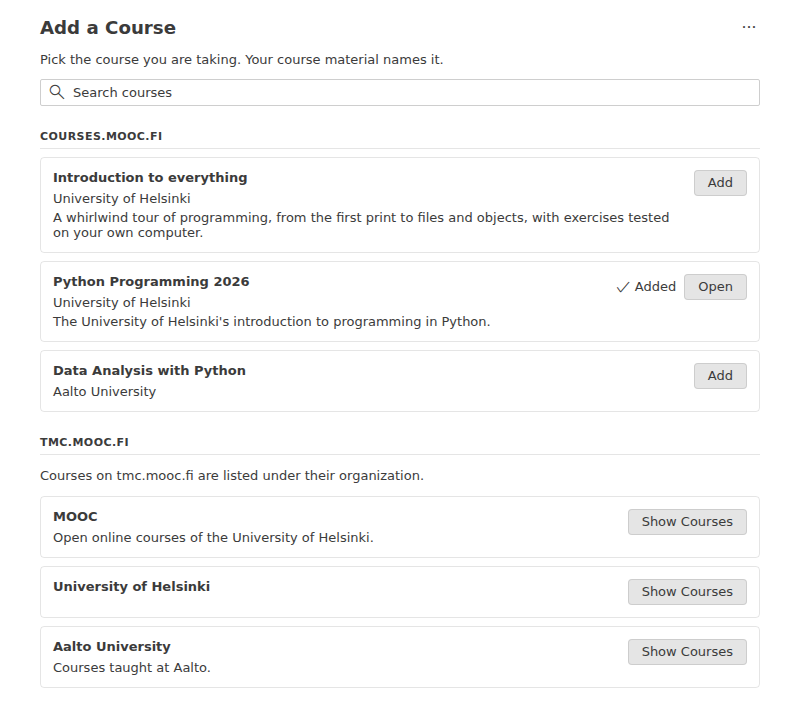 Add a Course
Pick the course you are taking. Your course material names it.
Search courses
COURSES.MOOC.FI
Introduction to everything
Add
University of Helsinki
A whirlwind tour of programming, from the first print to files and objects, with exercises tested
on your own computer.
Python Programming 2026
Added
Open
University of Helsinki
The University of Helsinki's introduction to programming in Python.
Data Analysis with Python
Add
Aalto University
TMC.MOOC.FI
Courses on tmc.mooc.fi are listed under their organization.
MOOC
Show Courses
Open online courses of the University of Helsinki.
University of Helsinki
Show Courses
Aalto University
Show Courses
Courses taught at Aalto.